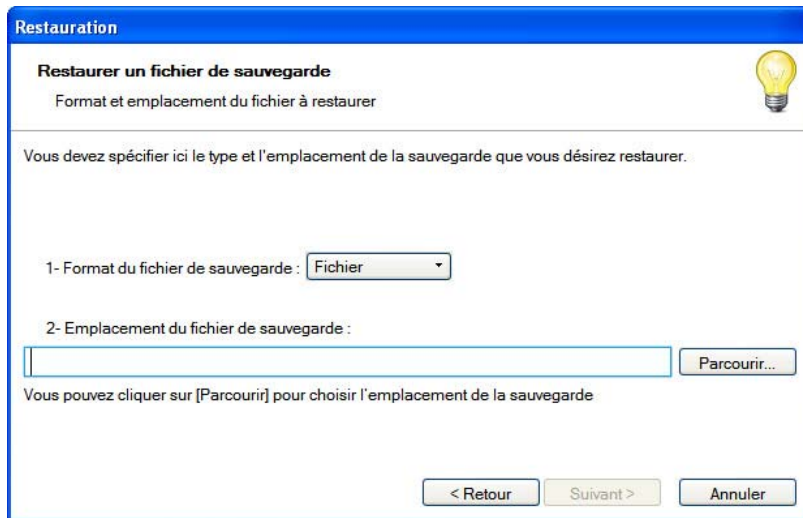 Restauration
Restaurer un fichier de sauvegarde
Format et emplacement du fichier à restaurer
Vous devez spécifier ici le type et l'emplacement de la sauvegarde que vous désirez restaurer.
1- Format du fichier de sauvegarde : Fichier
2- Emplacement du fichier de sauvegarde :
Parcourir...
Vous pouvez cliquer sur [Parcourir] pour choisir l'emplacement de la sauvegarde
< Retour Suivant > Annuler